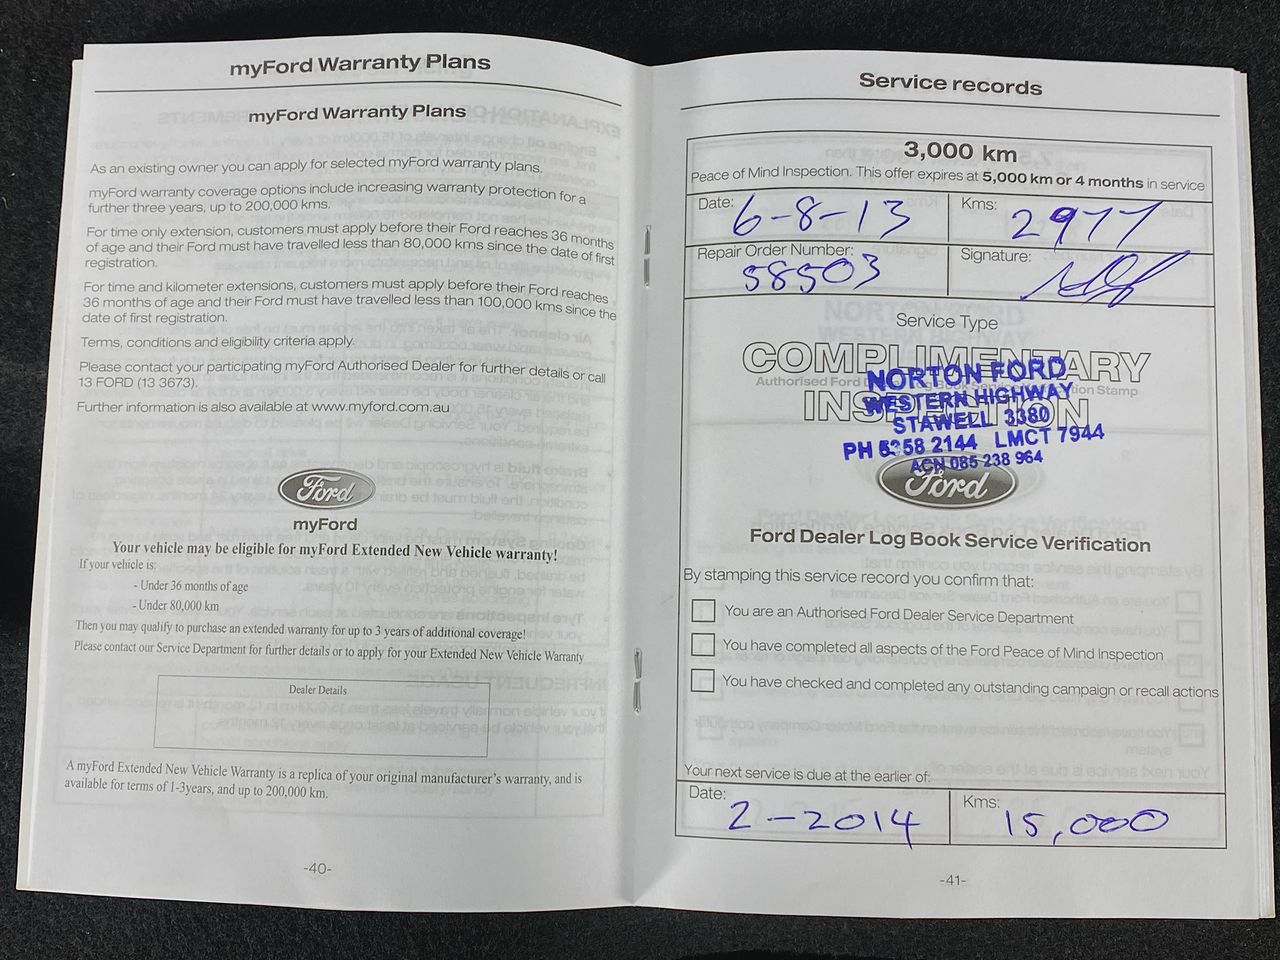 myFord Warranty Plans
myFord Warranty Plans
As an existing owner you can apply for selected myFord warranty plans.
myFord warranty coverage options include increasing warranty protection for a
further three years, up to 200,000 kms.
For time only extension, customers must apply before their Ford reaches 36 months
of age and their Ford must have travelled less than 80,000 kms since the date of first
registration.
For time and kilometer extensions, customers must apply before their Ford reaches
36 months of age and their Ford must have travelled less than 100,000 kms since the
date of first registration.
Terms, conditions and eligibility criteria apply.
Please contact your participating myFord Authorised Dealer for further details or call
13 FORD (13 3673).
Further information is also available at www.myford.com.au
Ford
myFord
Your vehicle may be eligible for myFord Extended New Vehicle warranty!
If your vehicle is:
- Under 36 months of age
- Under 80,000 km
Then you may qualify to purchase an extended warranty for up to 3 years of additional coverage!
Please contact our Service Department for further details or to apply for your Extended New Vehicle Warranty
Dealer Details
A myFord Extended New Vehicle Warranty is a replica of your original manufacturer's warranty, and is
available for terms of 1-3years, and up to 200,000 km.
-40-
Service records
3,000 km
Peace of Mind Inspection. This offer expires at 5,000 km or 4 months in service
Date: 6-8-13 Kms: 2977
Repair Order Number: 58503 Signature:
Service Type
COMPLIMENTARY
Authorised Ford Stamp
INSPECTION
NORTON FORD
WESTERN HIGHWAY
STAWELL 3380
PH 5358 2144 LMCT 7944
ACN 085 238 964
Ford
Ford Dealer Log Book Service Verification
By stamping this service record you confirm that:
You are an Authorised Ford Dealer Service Department
You have completed all aspects of the Ford Peace of Mind Inspection
You have checked and completed any outstanding campaign or recall actions
Your next service is due at the earlier of:
Date: 2-2014 Kms: 15,000
-41-